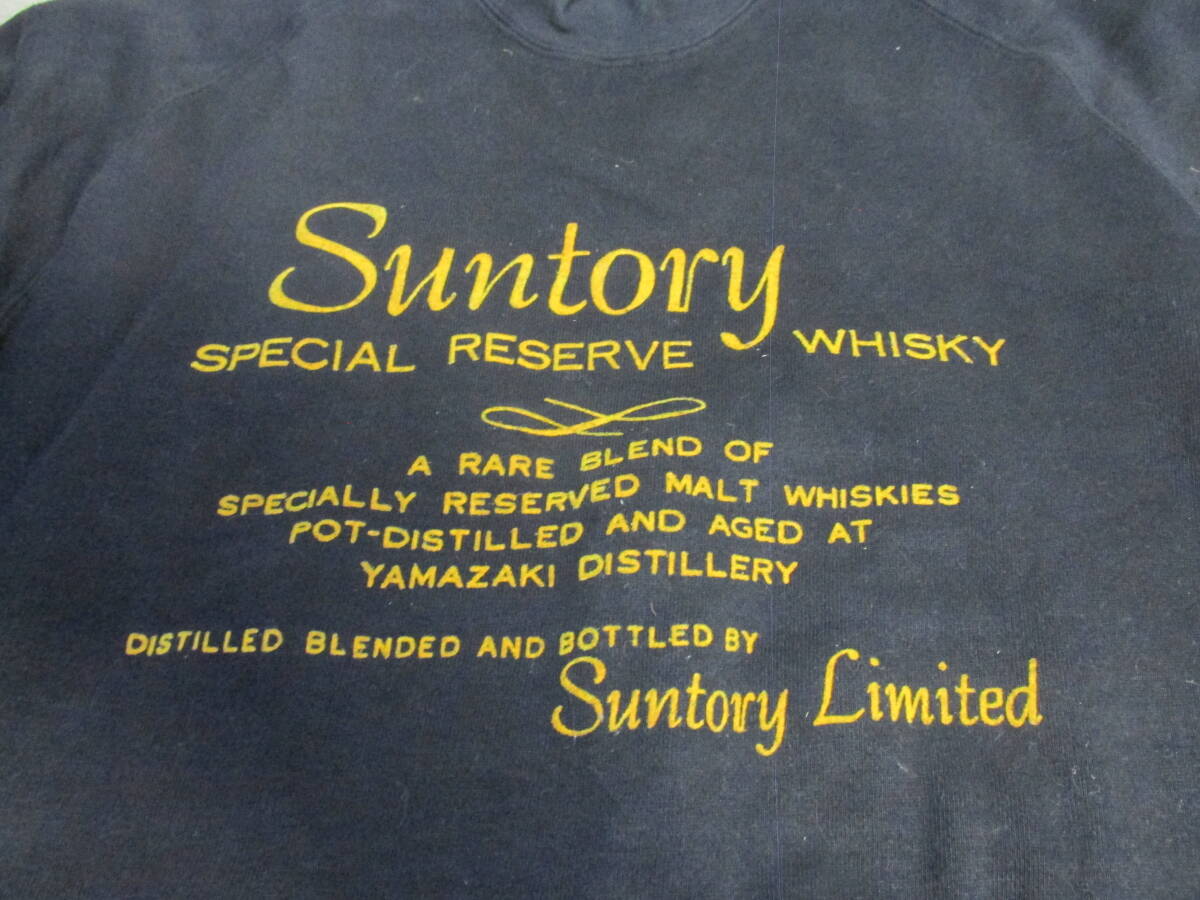 Suntory
SPECIAL RESERVE WHISKY
A RARE BLEND OF
SPECIALLY RESERVED MALT WHISKIES
POT-DISTILLED AND AGED AT
YAMAZAKI DISTILLERY
DISTILLED BLENDED AND BOTTLED BY
Suntory Limited